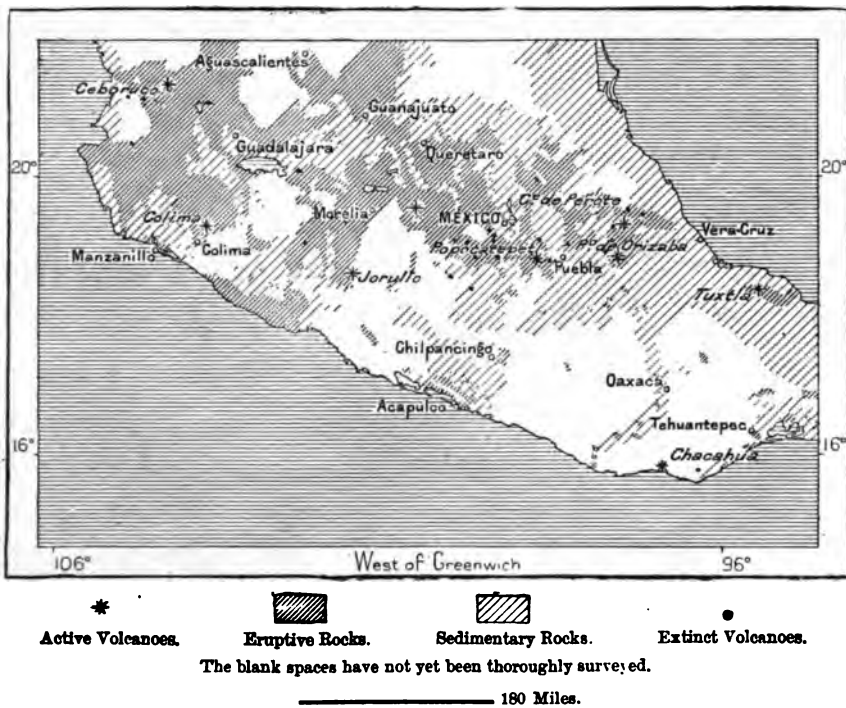 Aguascalientes
Ceboruco
Guanajuato
20°
Guadalajara
Queretaro
20°
Morelia
MEXICO
Cᵗᵉ de Perote
Colima
Vera-Cruz
Popocatepetl
Pᵒ de Orizaba
Colima
Manzanillo
Puebla
Jorullo
Tuxtla
Chilpancingo
Oaxaca
Acapulco
Tehuantepec
16°
Chacahua
16°
106°
West of Greenwich
96°
Active Volcanoes.
Eruptive Rocks.
Sedimentary Rocks.
Extinct Volcanoes.
The blank spaces have not yet been thoroughly surveyed.
180 Miles.